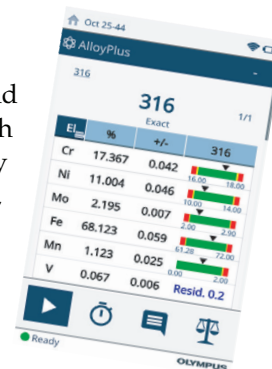 Oct 25-44
AlloyPlus -
316
316
Exact 1/1
El % +/- 316
Cr 17.367 0.042 16.00 18.00
Ni 11.004 0.046 10.00 14.00
Mo 2.195 0.007 2.00 2.90
Fe 68.123 0.059 61.28 72.00
Mn 1.123 0.025 0.00 2.00
V 0.067 0.006 Resid. 0.2
Ready
OLYMPUS